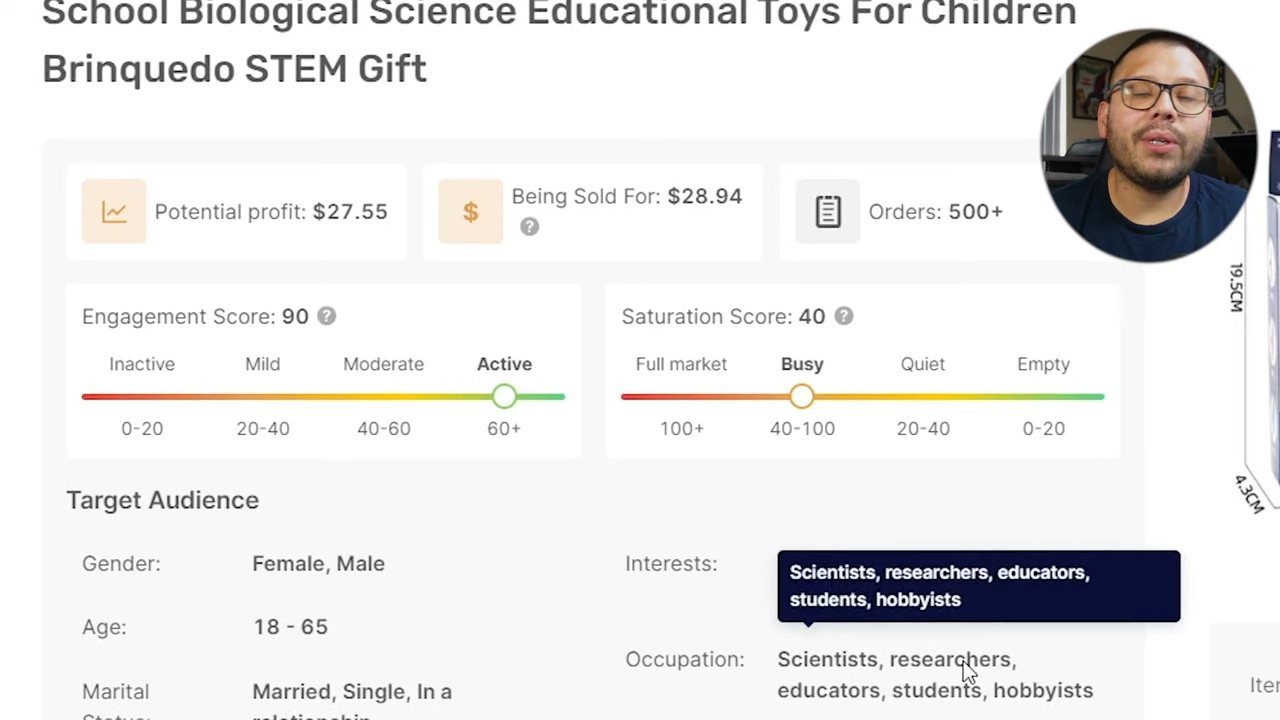 School Biological Science Educational Toys For Children
Brinquedo STEM Gift
Potential profit: $27.55
Being Sold For: $28.94
?
Orders: 500+
Engagement Score: 90 ?
Inactive Mild Moderate Active
0-20 20-40 40-60 60+
Saturation Score: 40 ?
Full market Busy Quiet Empty
100+ 40-100 20-40 0-20
Target Audience
Gender: Female, Male
Age: 18 - 65
Marital Married, Single, In a
Status: relationship
Interests:
Scientists, researchers, educators,
students, hobbyists
Occupation: Scientists, researchers,
educators, students, hobbyists
19.5CM
4.3CM